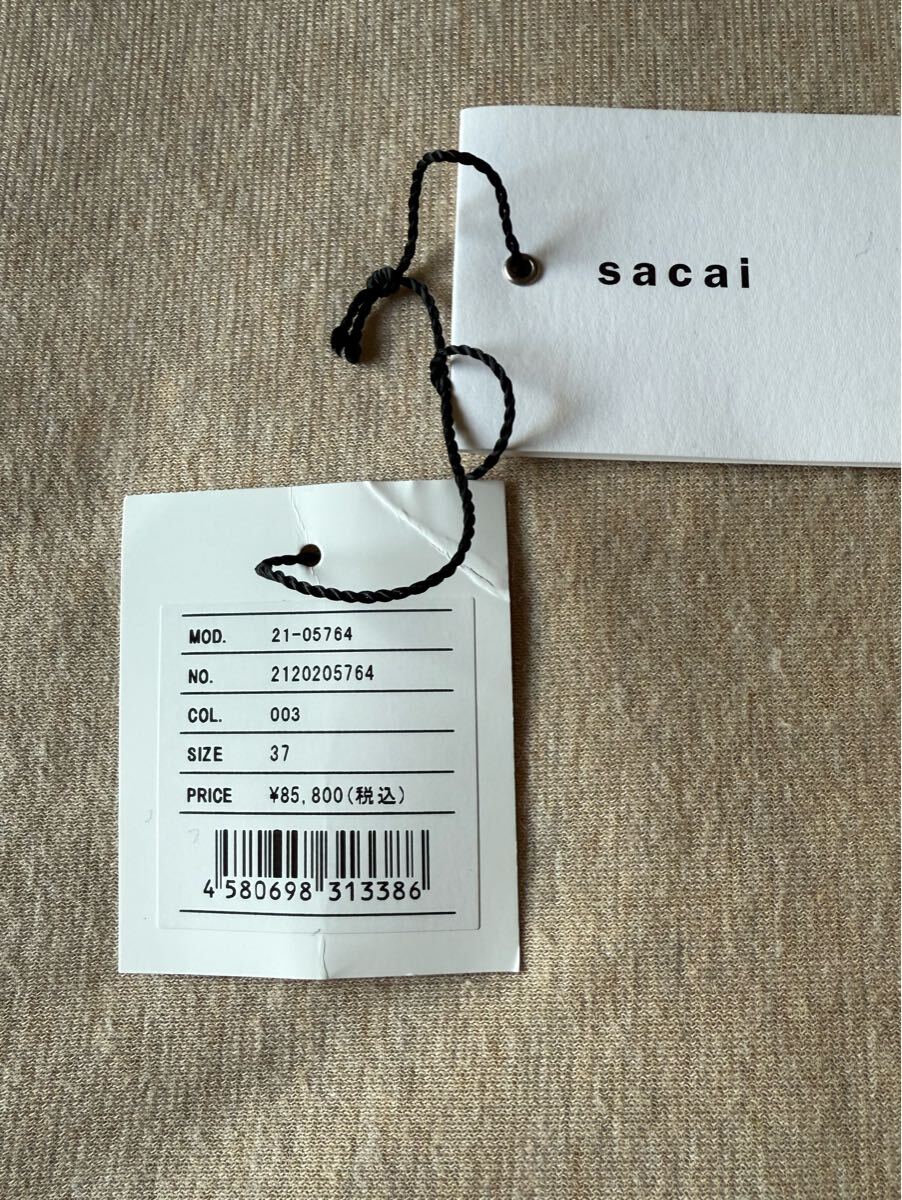 sacai
MOD. 21-05764
NO. 2120205764
COL. 003
SIZE 37
PRICE ¥85,800(税込)
4 580698 313386